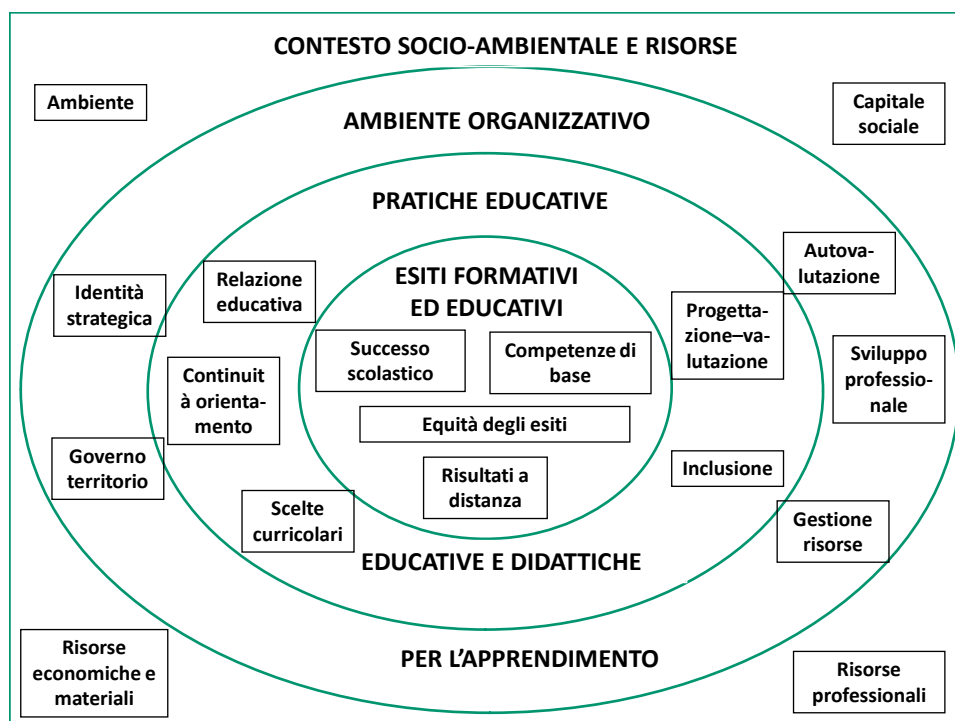 CONTESTO SOCIO-AMBIENTALE E RISORSE
Ambiente
Capitale
sociale
AMBIENTE ORGANIZZATIVO
PRATICHE EDUCATIVE
Autova-
lutazione
Identità
strategica
Relazione
educativa
ESITI FORMATIVI
ED EDUCATIVI
Progetta-
zione–va-
lutazione
Successo
scolastico
Competenze di
base
Sviluppo
professio-
nale
Continuit
à orienta-
mento
Equità degli esiti
Governo
territorio
Risultati a
distanza
Inclusione
Scelte
curricolari
Gestione
risorse
EDUCATIVE E DIDATTICHE
Risorse
economiche e
materiali
PER L’APPRENDIMENTO
Risorse
professionali